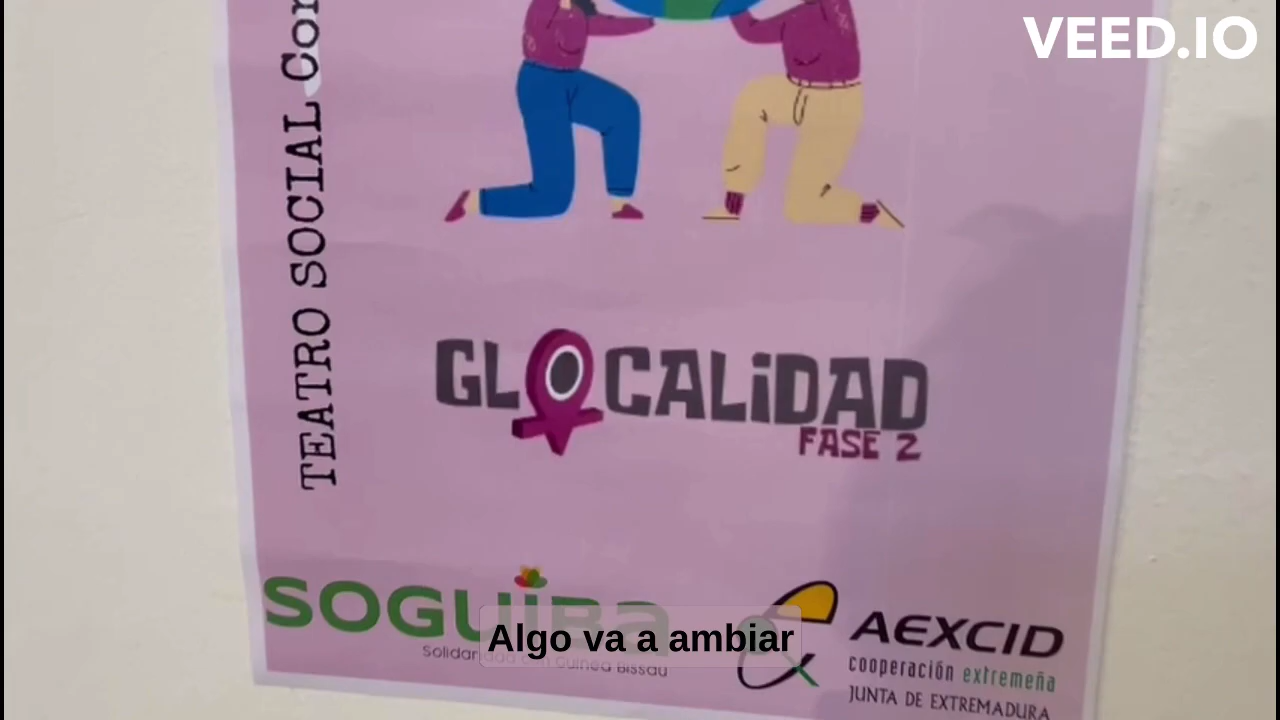 VEED.IO
TEATRO SOCIAL
GLOCALiDAD
FASE 2
SOGUiBa
Solidaridad con Guinea Bissau
Algo va a ambiar
AEXCID
cooperación extremeña
JUNTA DE EXTREMADURA